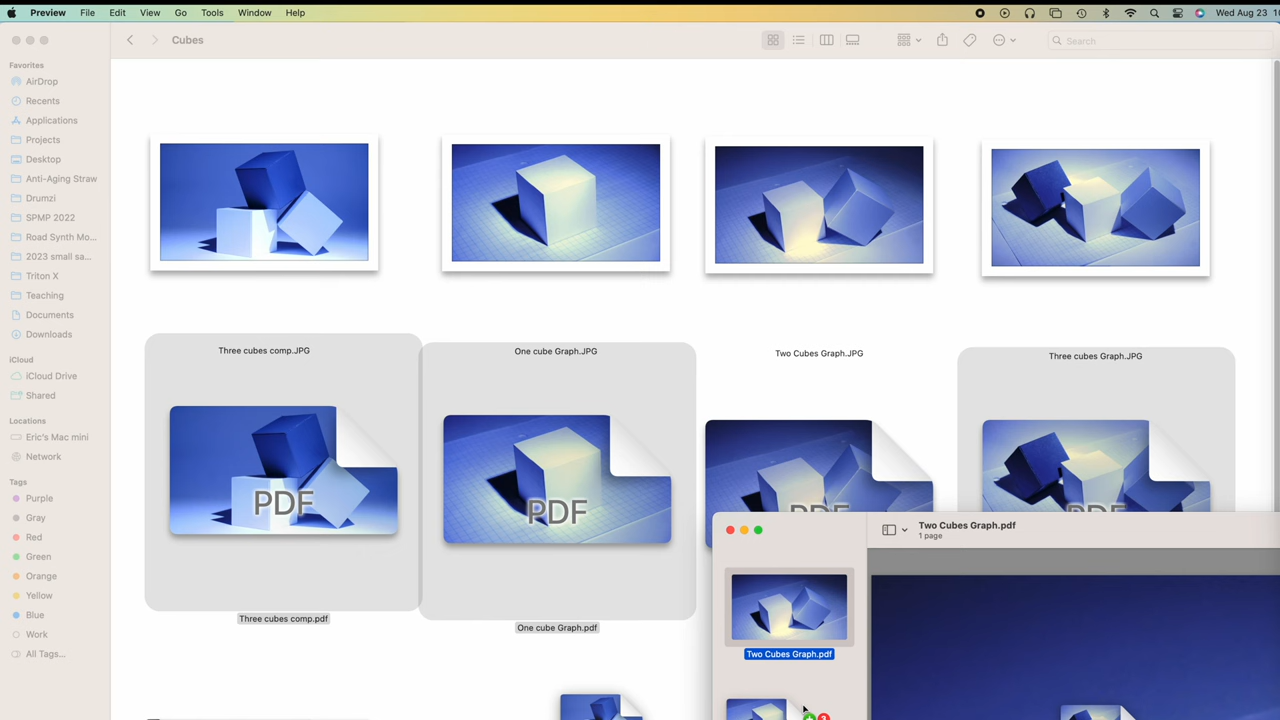 Preview File Edit View Go Tools Window Help
Wed Aug 23
Cubes
Search
Favorites
AirDrop
Recents
Applications
Projects
Desktop
Anti-Aging Straw
Drumzi
SPMP 2022
Road Synth Mo...
2023 small sa...
Triton X
Teaching
Documents
Downloads
iCloud
iCloud Drive
Shared
Locations
Eric's Mac mini
Network
Tags
Purple
Gray
Red
Green
Orange
Yellow
Blue
Work
All Tags...
Three cubes comp.JPG
One cube Graph.JPG
Two Cubes Graph.JPG
Three cubes Graph.JPG
PDF
PDF
PDF
PDF
Three cubes comp.pdf
One cube Graph.pdf
Two Cubes Graph.pdf
1 page
Two Cubes Graph.pdf